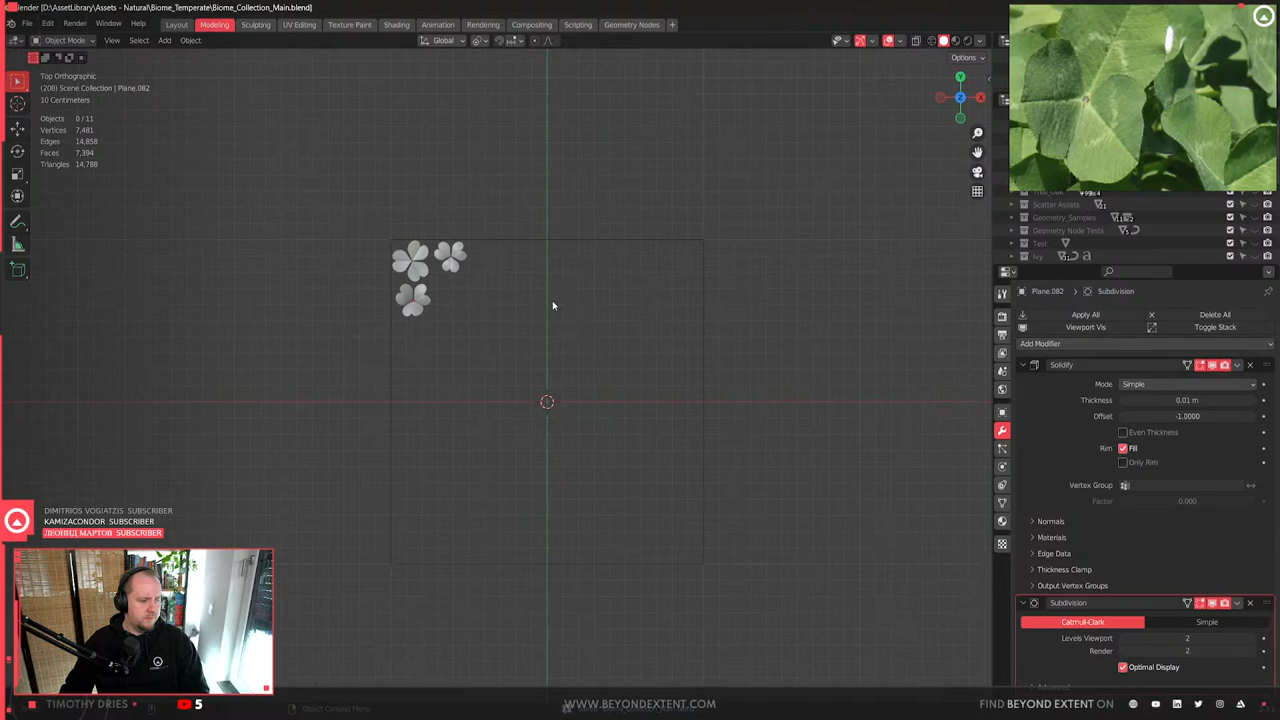 Blender [D:\AssetLibrary\Assets - Natural\Biome_Temperate\Biome_Collection_Main.blend]
File Edit Render Window Help Layout Modeling Sculpting UV Editing Texture Paint Shading Animation Rendering Compositing Scripting Geometry Nodes +
Object Mode View Select Add Object Global Options
Top Orthographic
(208) Scene Collection | Plane.082
10 Centimeters
Objects 0 / 11
Vertices 7,481
Edges 14,858
Faces 7,394
Triangles 14,788
Y
Z
X
Scatter Assets 21
Geometry_Samples
Geometry Node Tests
Test
Ivy
Plane.082 Subdivision
Apply All Delete All
Viewport Vis Toggle Stack
Add Modifier
Solidify
Mode Simple
Thickness 0.01 m
Offset -1.0000
Even Thickness
Rim Fill
Only Rim
Vertex Group
Factor 0.000
Normals
Materials
Edge Data
Thickness Clamp
Output Vertex Groups
Subdivision
Catmull-Clark Simple
Levels Viewport 2
Render 2
Optimal Display
DIMITRIOS VOGIATZIS SUBSCRIBER
KAMIZACONDOR SUBSCRIBER
ЛЕОНИД МАРТОВ SUBSCRIBER
Object Context Menu
TIMOTHY DRIES 5 WWW.BEYONDEXTENT.COM FIND BEYOND EXTENT ON